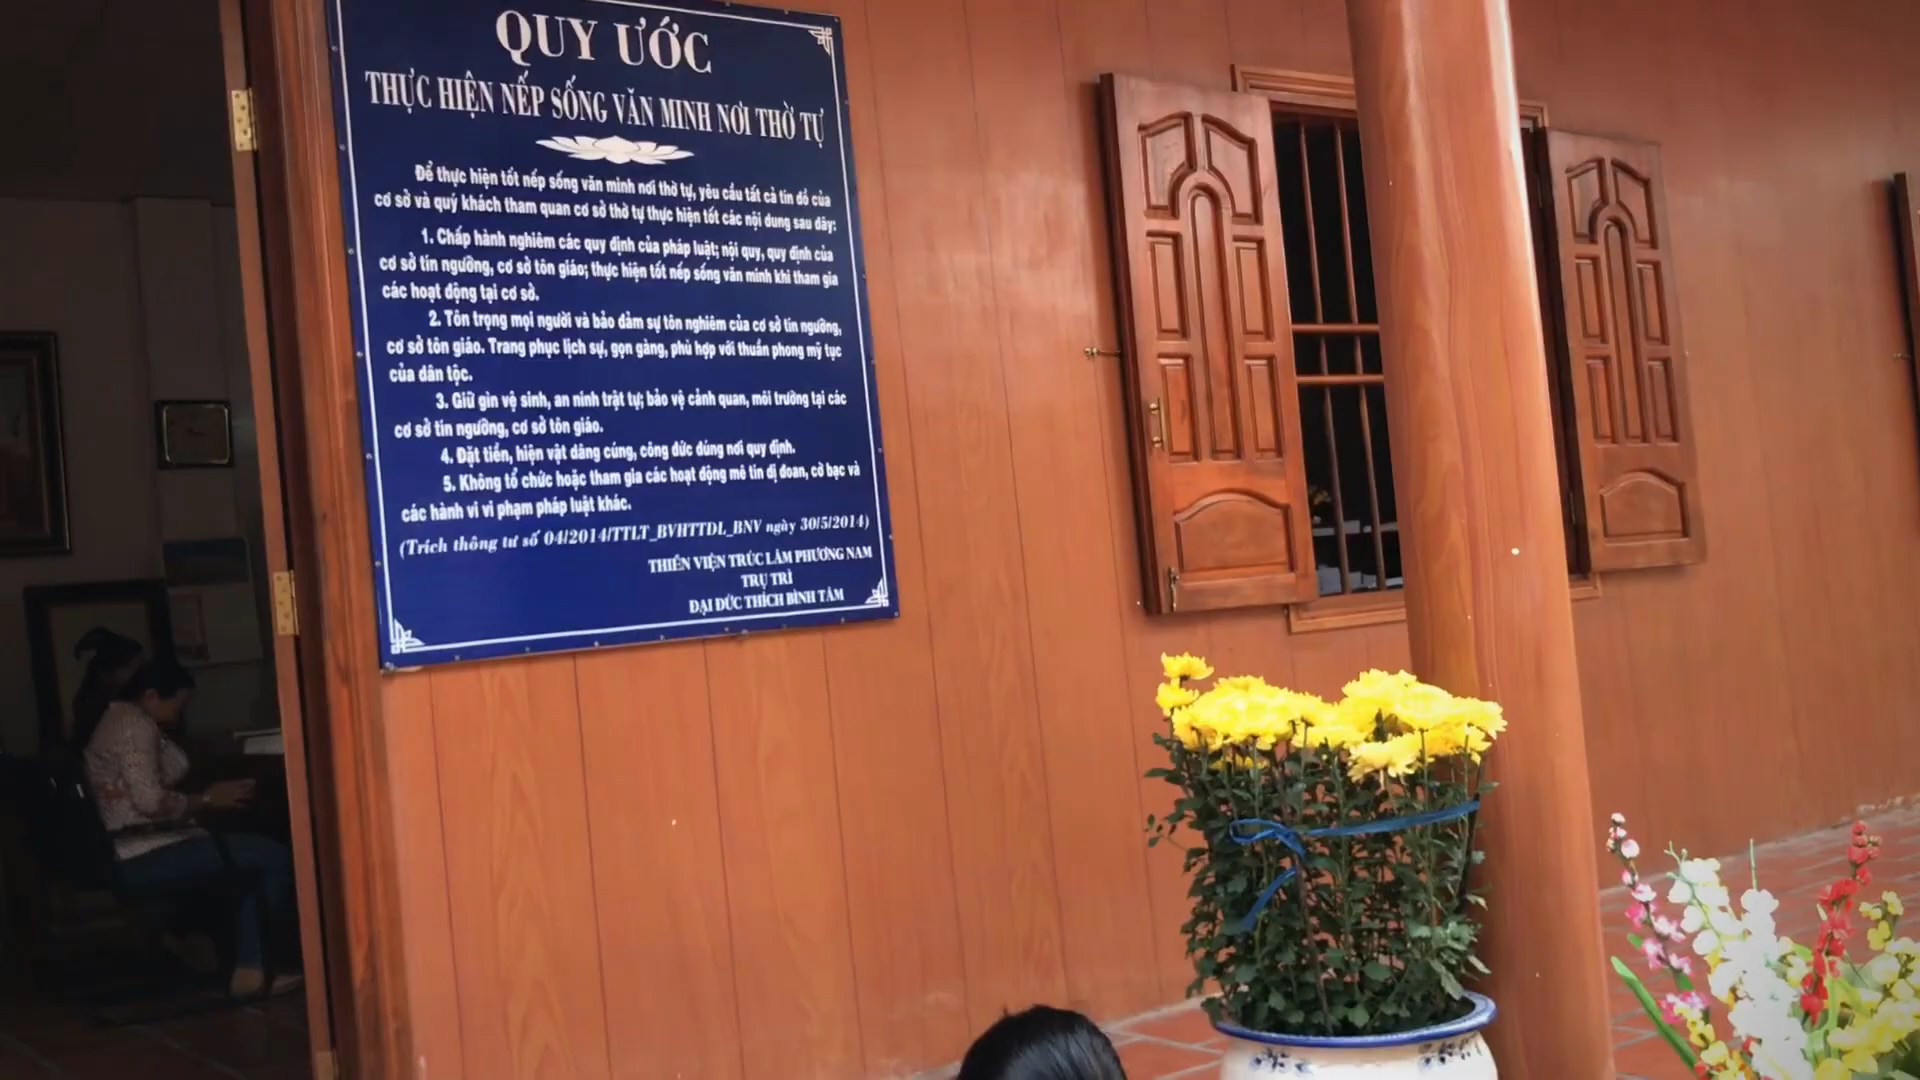 QUY ƯỚC
THỰC HIỆN NẾP SỐNG VĂN MINH NƠI THỜ TỰ
Để thực hiện tốt nếp sống văn minh nơi thờ tự, yêu cầu tất cả tín đồ của
cơ sở và quý khách tham quan cơ sở thờ tự thực hiện tốt các nội dung sau đây:
1. Chấp hành nghiêm các quy định của pháp luật; nội quy, quy định của
cơ sở tín ngưỡng, cơ sở tôn giáo; thực hiện tốt nếp sống văn minh khi tham gia
các hoạt động tại cơ sở.
2. Tôn trọng mọi người và bảo đảm sự tôn nghiêm của cơ sở tín ngưỡng,
cơ sở tôn giáo. Trang phục lịch sự, gọn gàng, phù hợp với thuần phong mỹ tục
của dân tộc.
3. Giữ gìn vệ sinh, an ninh trật tự; bảo vệ cảnh quan, môi trường tại các
cơ sở tín ngưỡng, cơ sở tôn giáo.
4. Đặt tiền, hiện vật dâng cúng, công đức đúng nơi quy định.
5. Không tổ chức hoặc tham gia các hoạt động mê tín dị đoan, cờ bạc và
các hành vi vi phạm pháp luật khác.
(Trích thông tư số 04/2014/TTLT_BVHTTDL_BNV ngày 30/5/2014)
THIỀN VIỆN TRÚC LÂM PHƯƠNG NAM
TRỤ TRÌ
ĐẠI ĐỨC THÍCH BÌNH TÂM